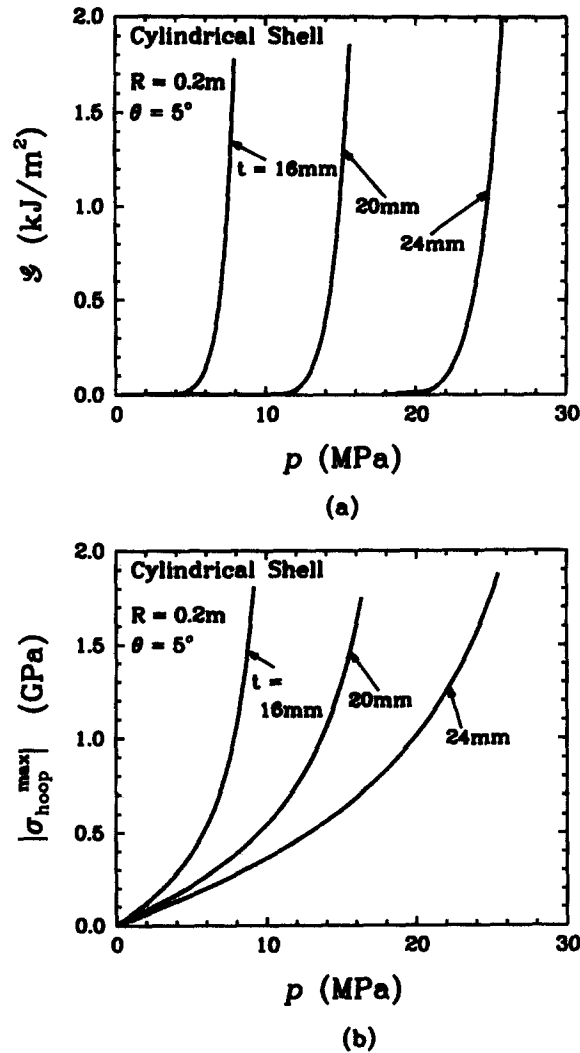 Cylindrical Shell
R = 0.2m
θ = 5°
t = 16mm
20mm
24mm
2.0
1.5
1.0
0.5
0.0
𝒢 (kJ/m²)
0 10 20 30
p (MPa)
(a)
Cylindrical Shell
R = 0.2m
θ = 5°
t =
16mm
20mm
24mm
2.0
1.5
1.0
0.5
0.0
|σ_hoop^max| (GPa)
0 10 20 30
p (MPa)
(b)